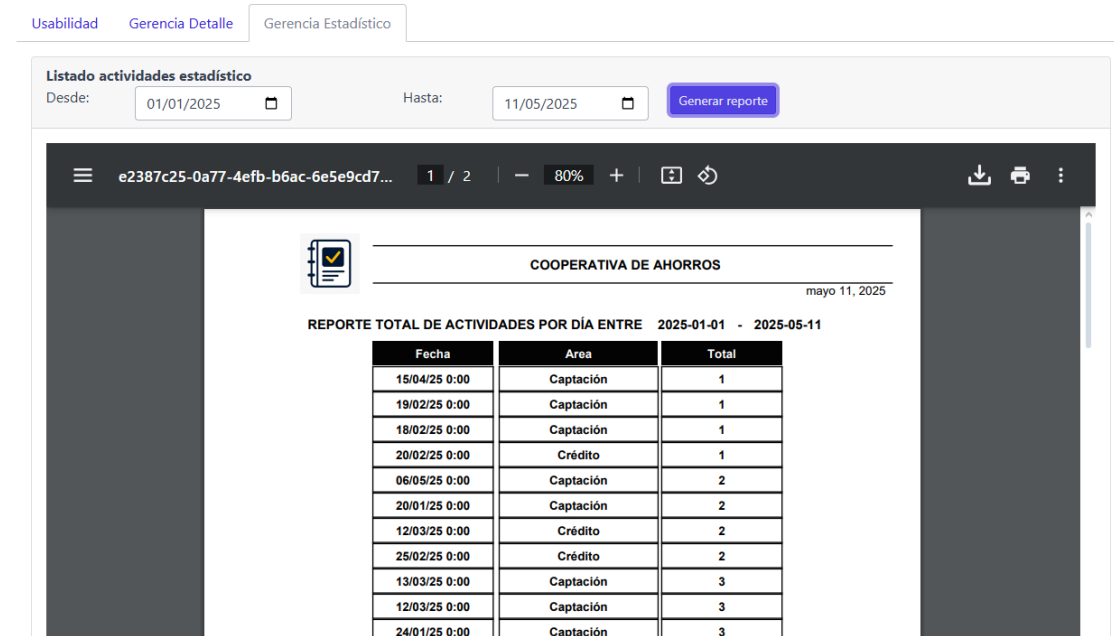 Usabilidad Gerencia Detalle Gerencia Estadístico
Listado actividades estadístico
Desde: 01/01/2025 Hasta: 11/05/2025 Generar reporte
e2387c25-0a77-4efb-b6ac-6e5e9cd7... 1 / 2 80%
COOPERATIVA DE AHORROS
mayo 11, 2025
REPORTE TOTAL DE ACTIVIDADES POR DÍA ENTRE 2025-01-01 - 2025-05-11
Fecha Area Total
15/04/25 0:00 Captación 1
19/02/25 0:00 Captación 1
18/02/25 0:00 Captación 1
20/02/25 0:00 Crédito 1
06/05/25 0:00 Captación 2
20/01/25 0:00 Captación 2
12/03/25 0:00 Crédito 2
25/02/25 0:00 Crédito 2
13/03/25 0:00 Captación 3
12/03/25 0:00 Captación 3
24/01/25 0:00 Captación 3